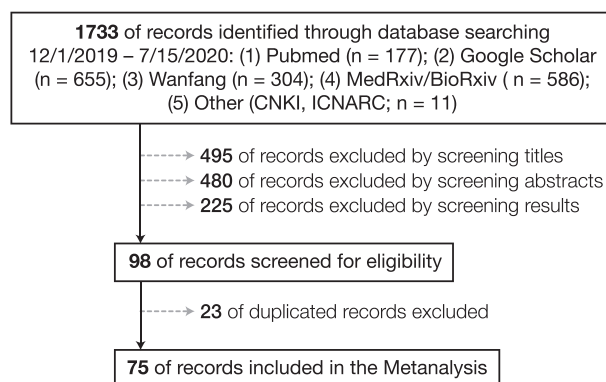 1733 of records identified through database searching
12/1/2019 – 7/15/2020: (1) Pubmed (n = 177); (2) Google Scholar
(n = 655); (3) Wanfang (n = 304); (4) MedRxiv/BioRxiv ( n = 586);
(5) Other (CNKI, ICNARC; n = 11)
495 of records excluded by screening titles
480 of records excluded by screening abstracts
225 of records excluded by screening results
98 of records screened for eligibility
23 of duplicated records excluded
75 of records included in the Metanalysis